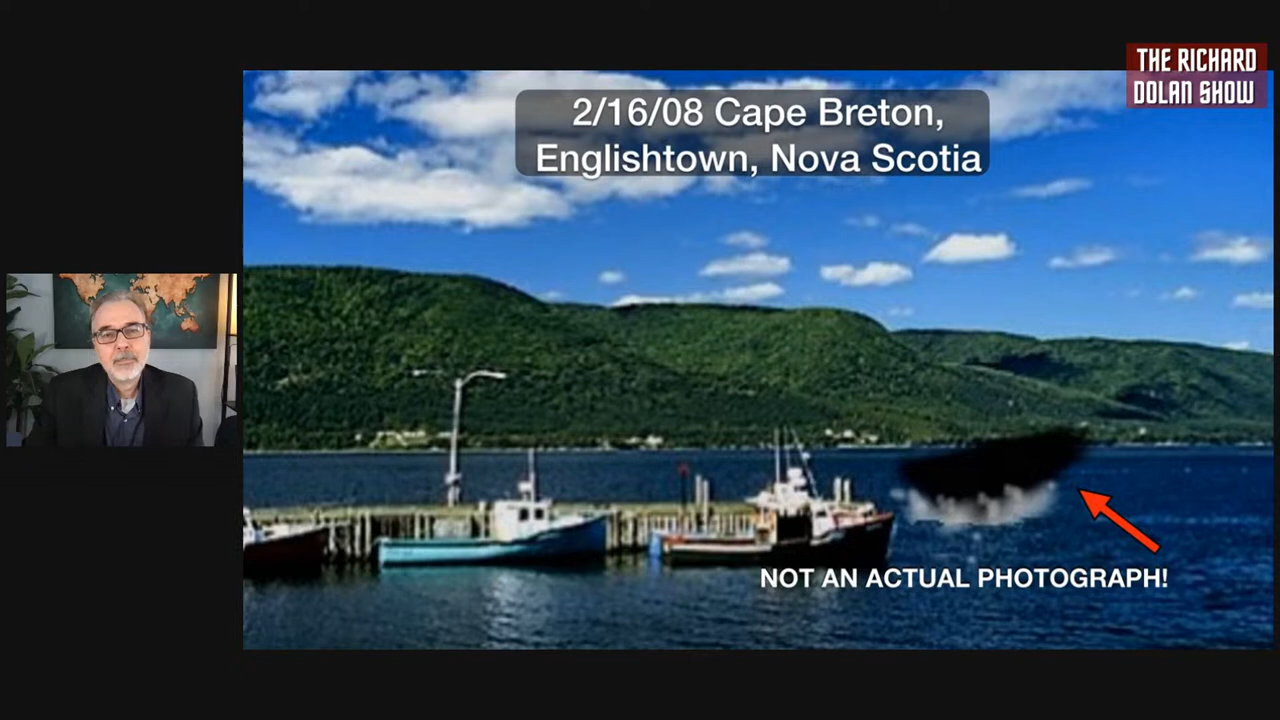 THE RICHARD
DOLAN SHOW
2/16/08 Cape Breton,
Englishtown, Nova Scotia
NOT AN ACTUAL PHOTOGRAPH!